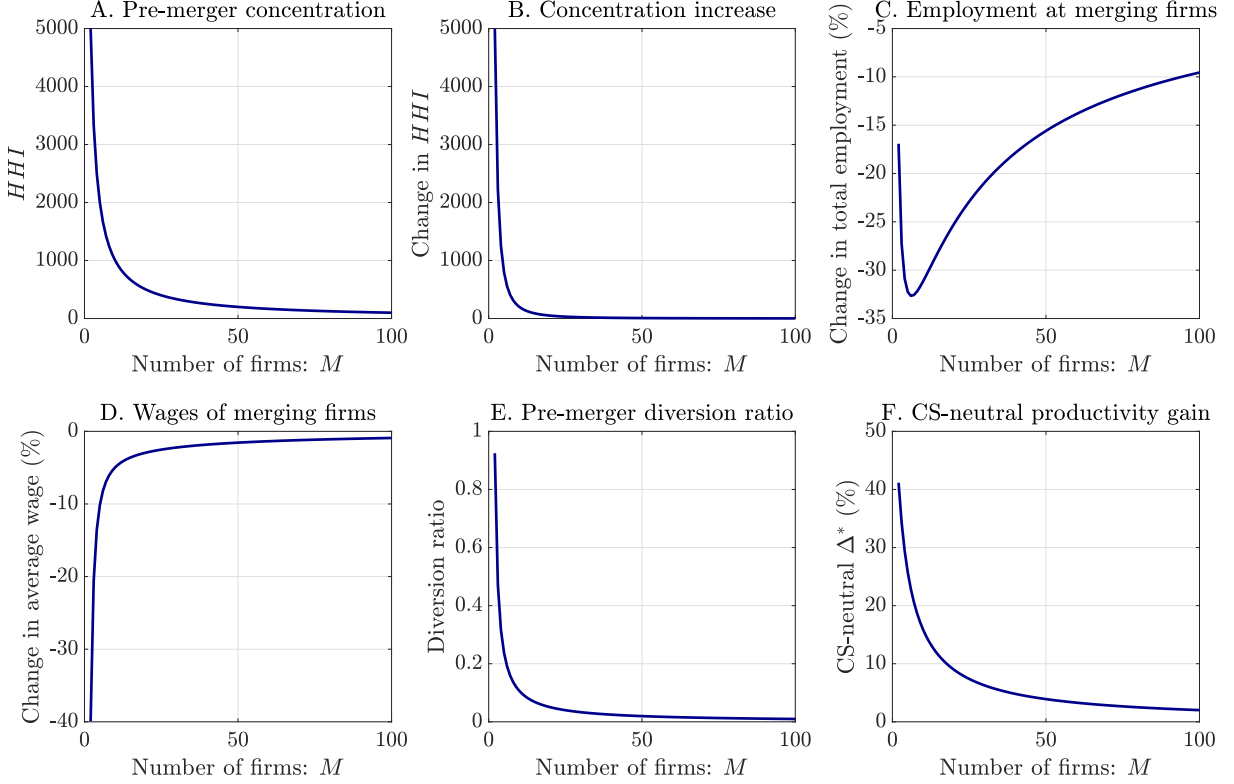 A. Pre-merger concentration
5000
4000
3000
2000
1000
0
HHI
0 50 100
Number of firms: M
B. Concentration increase
5000
4000
3000
2000
1000
0
Change in HHI
0 50 100
Number of firms: M
C. Employment at merging firms
-5
-10
-15
-20
-25
-30
-35
Change in total employment (%)
0 50 100
Number of firms: M
D. Wages of merging firms
0
-10
-20
-30
-40
Change in average wage (%)
0 50 100
Number of firms: M
E. Pre-merger diversion ratio
1
0.8
0.6
0.4
0.2
0
Diversion ratio
0 50 100
Number of firms: M
F. CS-neutral productivity gain
50
40
30
20
10
0
CS-neutral Δ* (%)
0 50 100
Number of firms: M